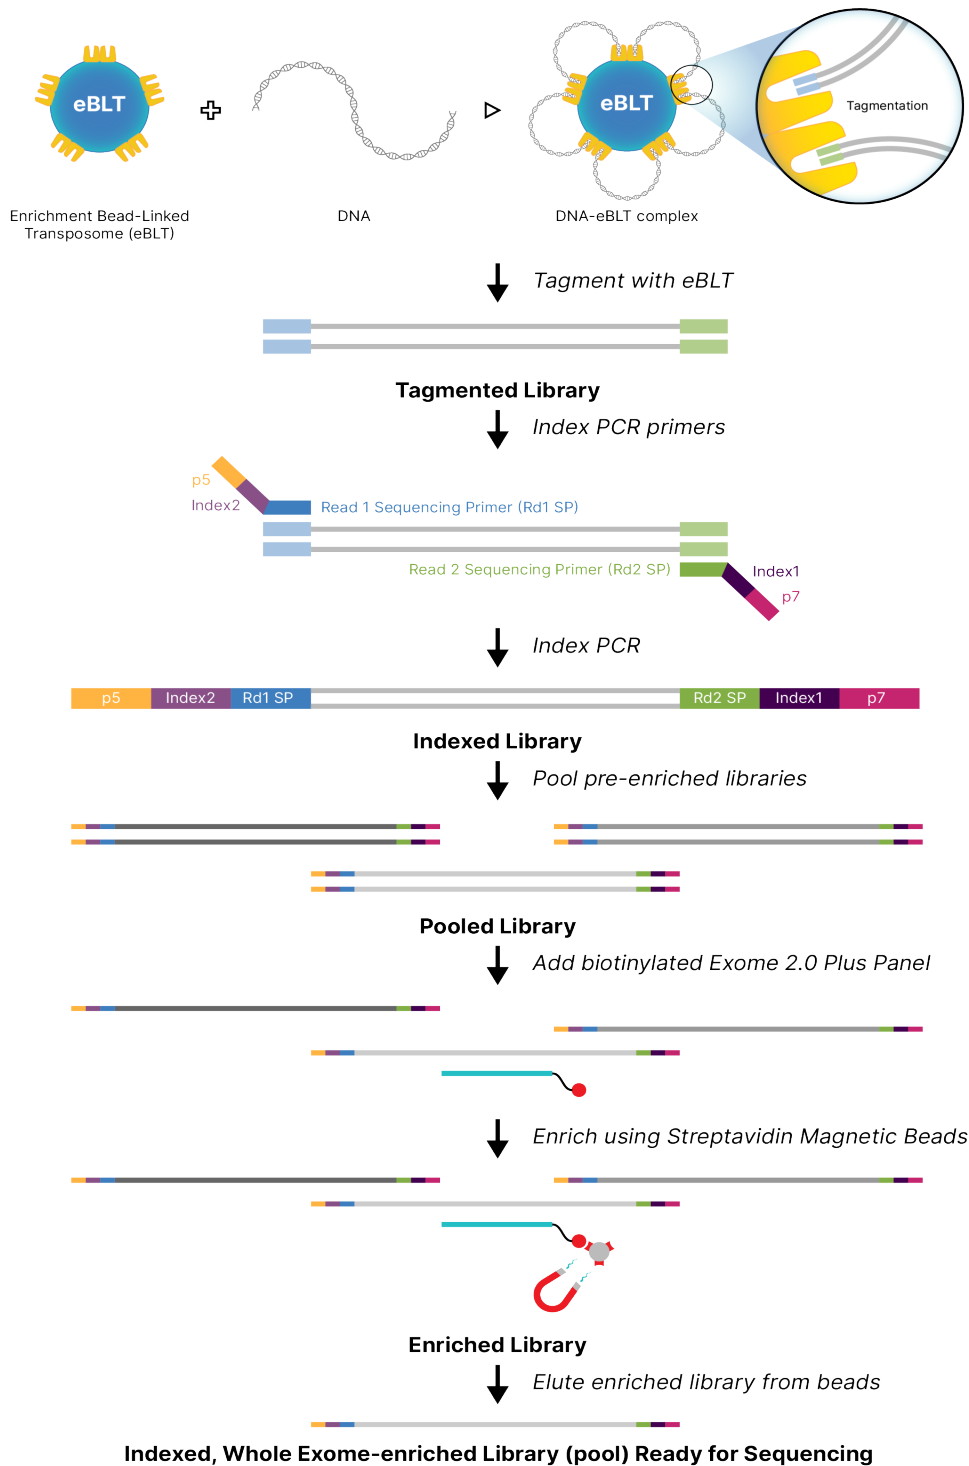 eBLT
eBLT
Tagmentation
Enrichment Bead-Linked
Transposome (eBLT)
DNA
DNA-eBLT complex
Tagment with eBLT
Tagmented Library
Index PCR primers
p5
Index2
Read 1 Sequencing Primer (Rd1 SP)
Read 2 Sequencing Primer (Rd2 SP)
Index1
p7
Index PCR
p5 Index2 Rd1 SP Rd2 SP Index1 p7
Indexed Library
Pool pre-enriched libraries
Pooled Library
Add biotinylated Exome 2.0 Plus Panel
Enrich using Streptavidin Magnetic Beads
Enriched Library
Elute enriched library from beads
Indexed, Whole Exome-enriched Library (pool) Ready for Sequencing